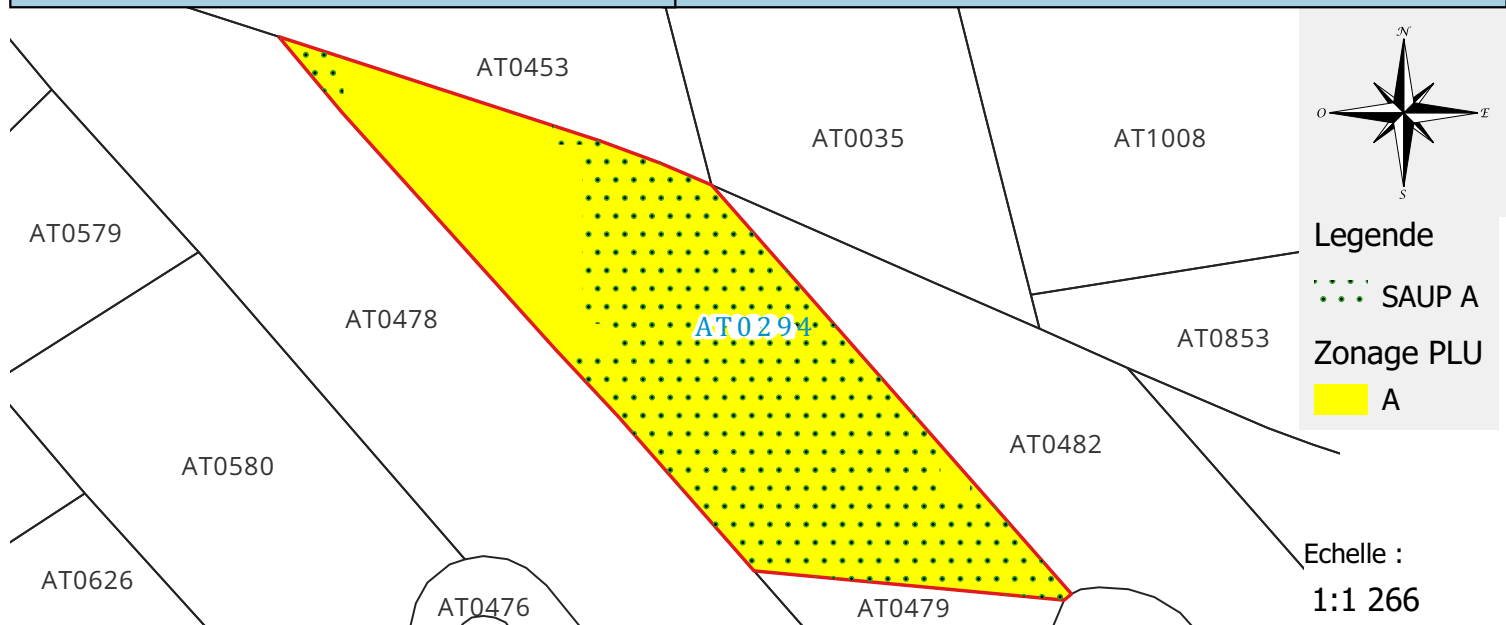 AT0453
AT0035
AT1008
N
O
E
S
AT0579
Legende
SAUP A
AT0478
AT0294
AT0853
Zonage PLU
A
AT0482
AT0580
Echelle :
AT0626
AT0476
AT0479
1:1 266